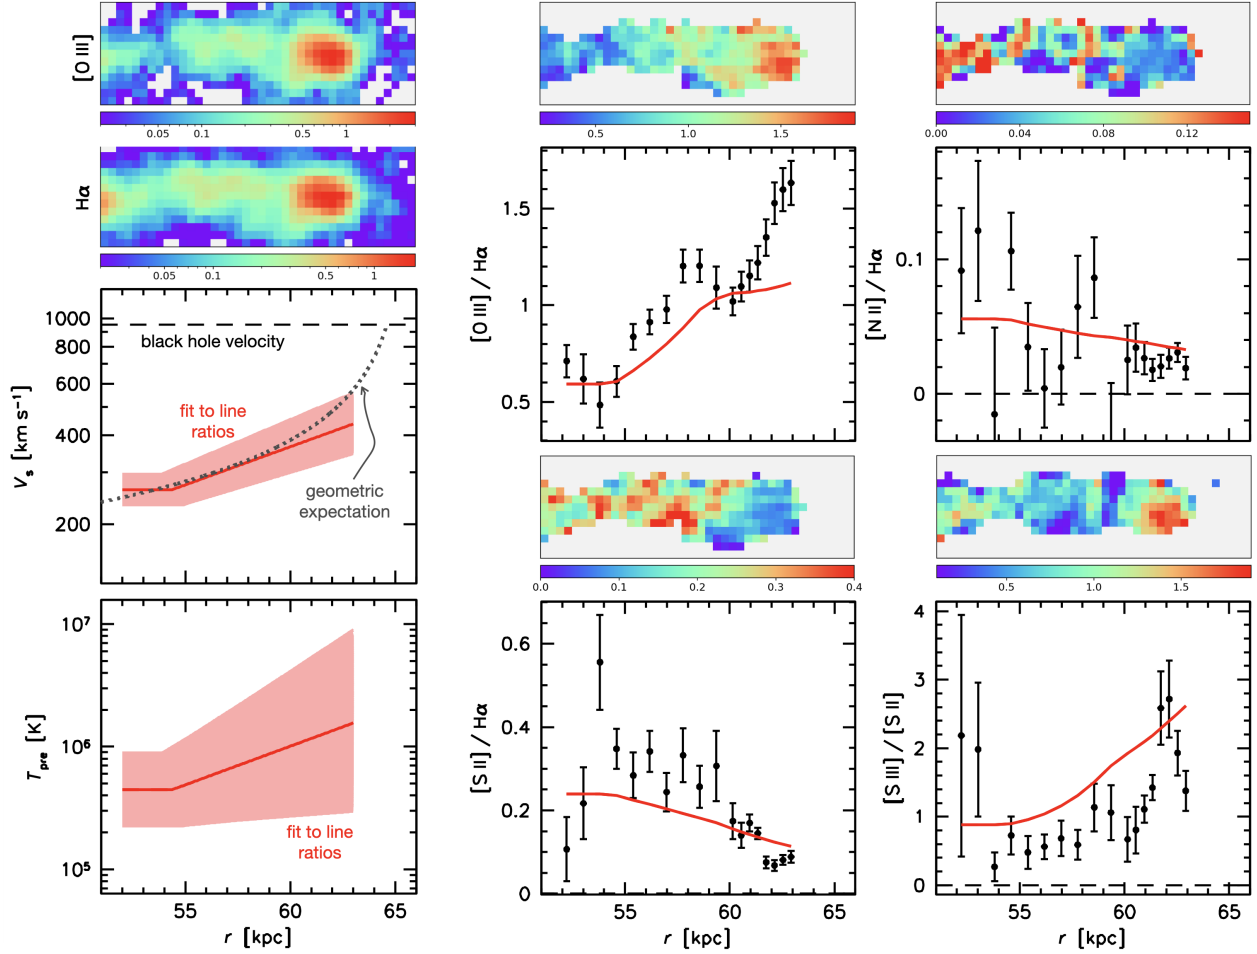 [O III]
0.05 0.1 0.5 1
Hα
0.05 0.1 0.5 1
1000
800
600
400
200
Vs [km s⁻¹]
black hole velocity
fit to line
ratios
geometric
expectation
10⁷
10⁶
10⁵
Tpre [K]
fit to line
ratios
55 60 65
r [kpc]
0.5 1.0 1.5
1.5
1
0.5
[O III] / Hα
0.0 0.1 0.2 0.3 0.4
0.6
0.4
0.2
0
[S II] / Hα
55 60 65
r [kpc]
0.00 0.04 0.08 0.12
0.1
0
[N II] / Hα
0.5 1.0 1.5
4
3
2
1
0
[S III] / [S II]
55 60 65
r [kpc]